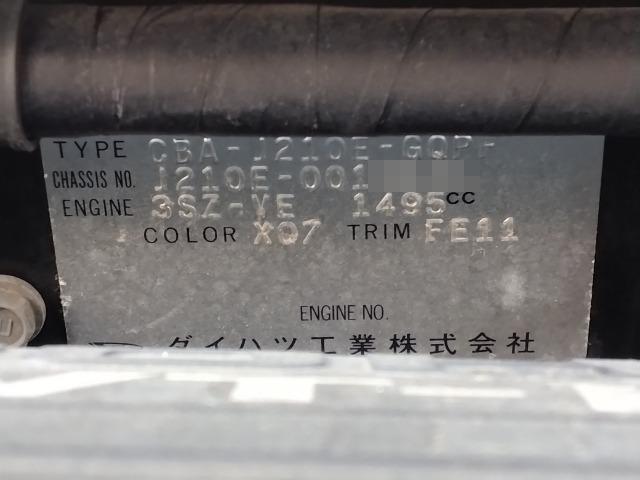 TYPE CBA-J210E-GQPF
CHASSIS NO. J210E-001
ENGINE 3SZ-VE 1495cc
COLOR X07 TRIM FE11
ENGINE NO.
ダイハツ工業株式会社